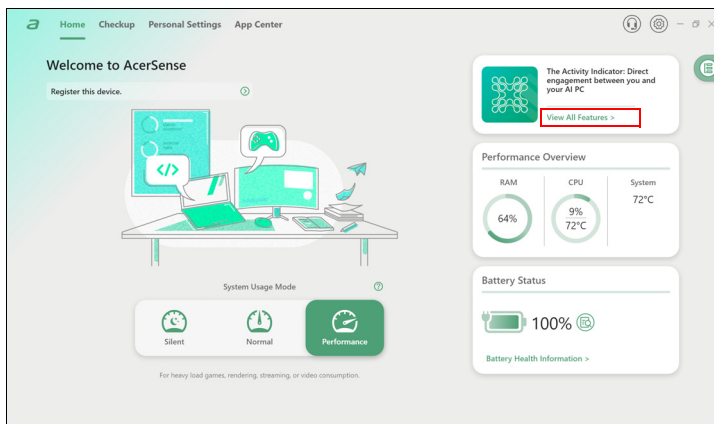 a Home Checkup Personal Settings App Center
Welcome to AcerSense
Register this device.
</>
System Usage Mode
?
Silent Normal Performance
For heavy load games, rendering, streaming, or video consumption.
The Activity Indicator: Direct
engagement between you and
your AI PC
View All Features >
Performance Overview
RAM CPU System
64% 9% 72°C
72°C
Battery Status
100%
Battery Health Information >